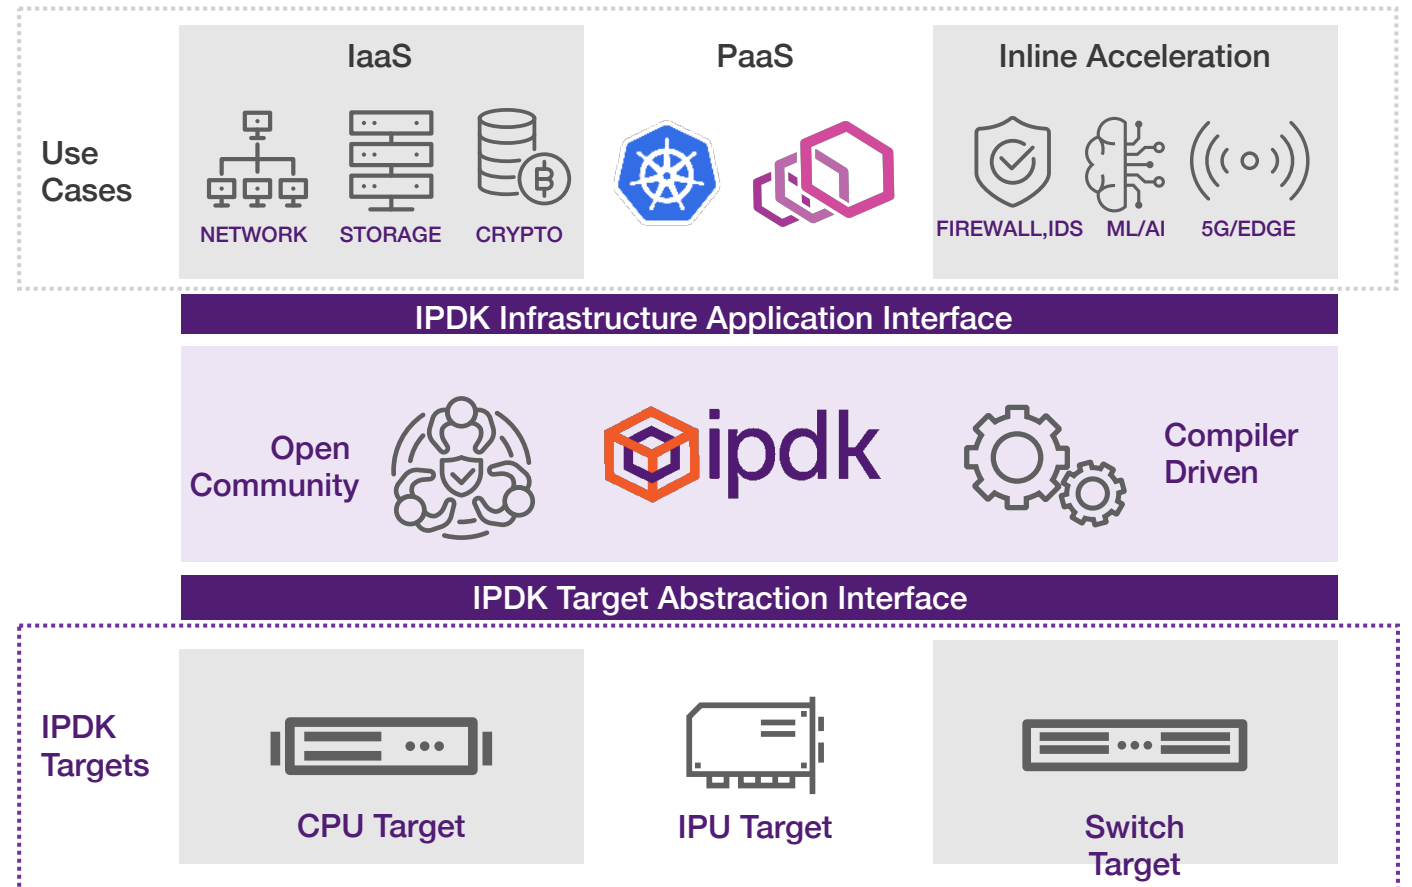 IaaS
PaaS
Inline Acceleration
Use
Cases
NETWORK
STORAGE
CRYPTO
FIREWALL,IDS
ML/AI
5G/EDGE
IPDK Infrastructure Application Interface
Open
Community
ipdk
Compiler
Driven
IPDK Target Abstraction Interface
IPDK
Targets
CPU Target
IPU Target
Switch
Target